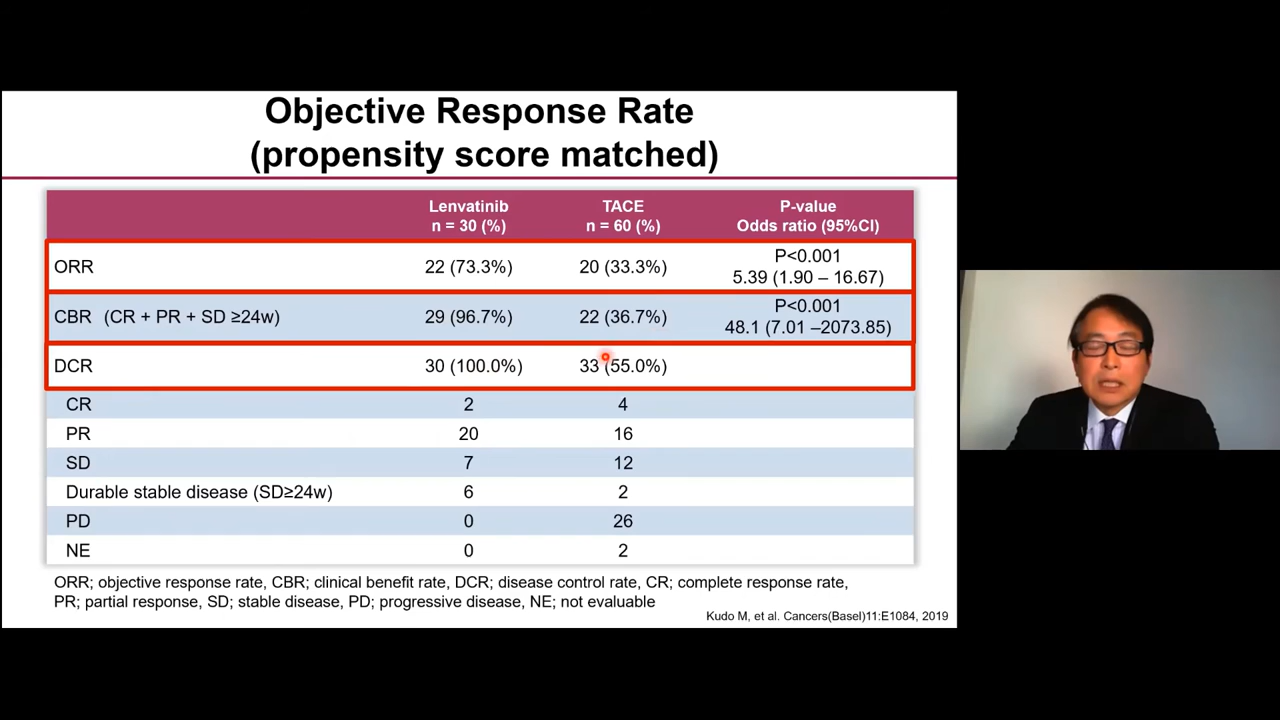 Objective Response Rate
(propensity score matched)
Lenvatinib n = 30 (%) TACE n = 60 (%) P-value Odds ratio (95%CI)
ORR 22 (73.3%) 20 (33.3%) P<0.001 5.39 (1.90 – 16.67)
CBR (CR + PR + SD ≥24w) 29 (96.7%) 22 (36.7%) P<0.001 48.1 (7.01 –2073.85)
DCR 30 (100.0%) 33 (55.0%)
CR 2 4
PR 20 16
SD 7 12
Durable stable disease (SD≥24w) 6 2
PD 0 26
NE 0 2
ORR; objective response rate, CBR; clinical benefit rate, DCR; disease control rate, CR; complete response rate,
PR; partial response, SD; stable disease, PD; progressive disease, NE; not evaluable
Kudo M, et al. Cancers(Basel)11:E1084, 2019